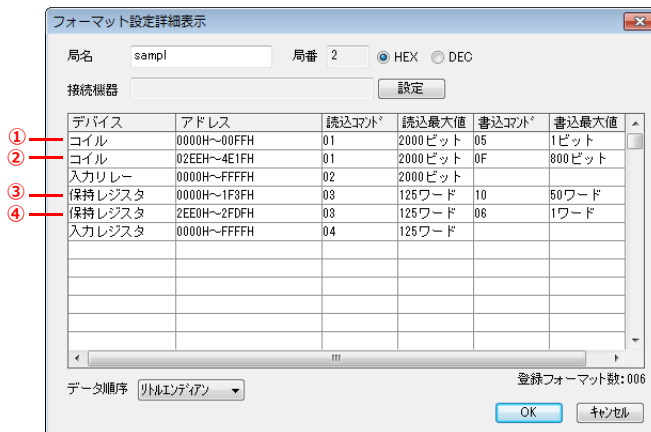 フォーマット設定詳細表示
局名 sampl 局番 2 HEX DEC
接続機器 設定
デバイス アドレス 読込コマンド 読込最大値 書込コマンド 書込最大値
① コイル 0000H～00FFH 01 2000ビット 05 1ビット
② コイル 02EEH～4E1FH 01 2000ビット 0F 800ビット
入力リレー 0000H～FFFFH 02 2000ビット
③ 保持レジスタ 0000H～1F3FH 03 125ワード 10 50ワード
④ 保持レジスタ 2EE0H～2FDFH 03 125ワード 06 1ワード
入力レジスタ 0000H～FFFFH 04 125ワード
登録フォーマット数:006
データ順序 リトルエンディアン
OK キャンセル